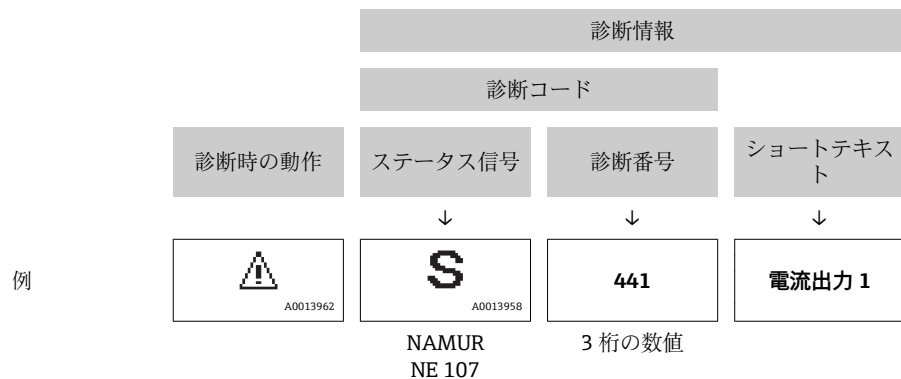 診断情報
診断コード
診断時の動作
ステータス信号
診断番号
ショートテキス
ト
↓ ↓ ↓
例
A0013962
S
A0013958
441
電流出力 1
NAMUR
NE 107
3 桁の数値